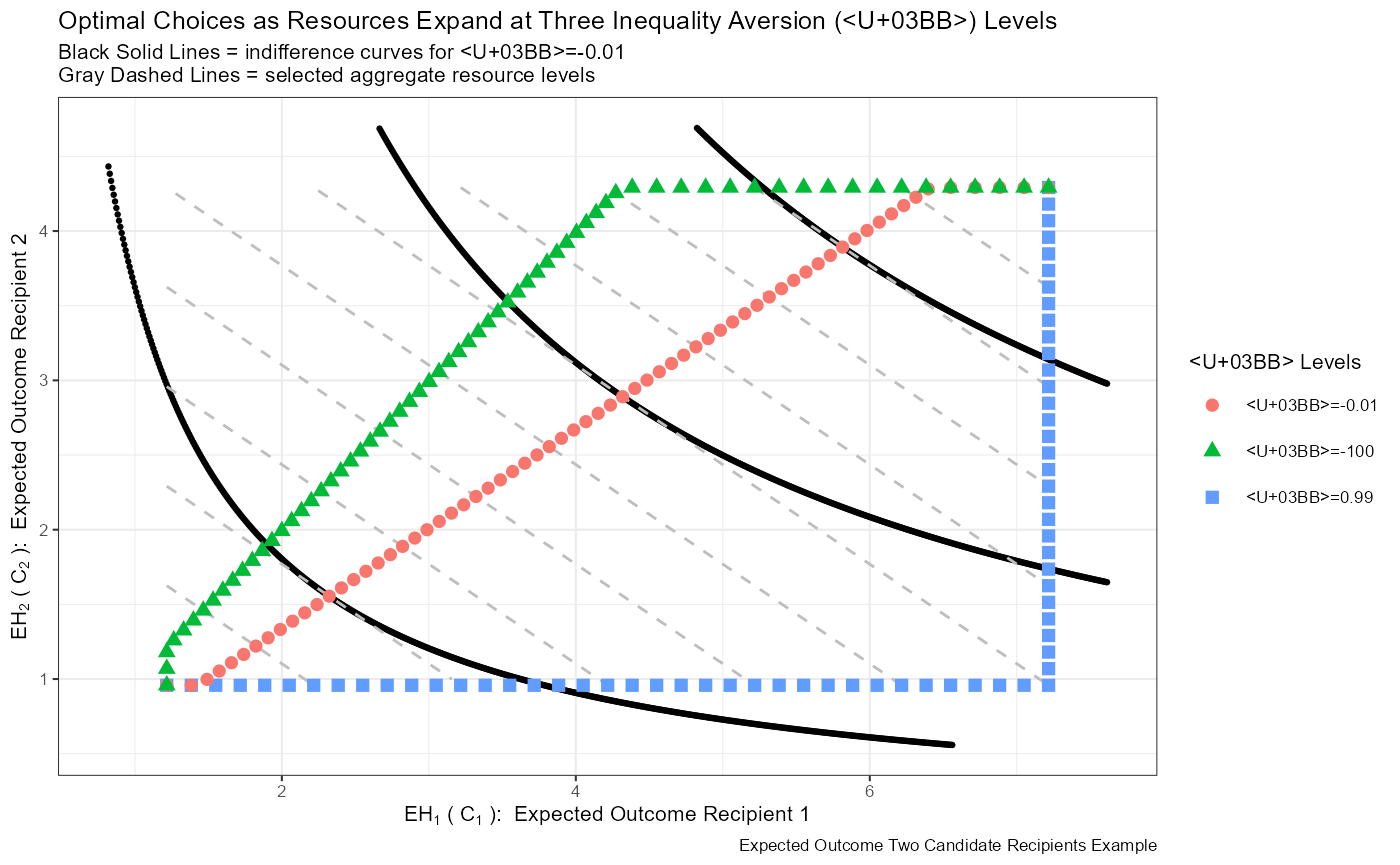 Optimal Choices as Resources Expand at Three Inequality Aversion (<U+03BB>) Levels
Black Solid Lines = indifference curves for <U+03BB>=-0.01
Gray Dashed Lines = selected aggregate resource levels
EH2 ( C2 ):  Expected Outcome Recipient 2
4
3
2
1
2
4
6
EH1 ( C1 ):  Expected Outcome Recipient 1
<U+03BB> Levels
<U+03BB>=-0.01
<U+03BB>=-100
<U+03BB>=0.99
Expected Outcome Two Candidate Recipients Example